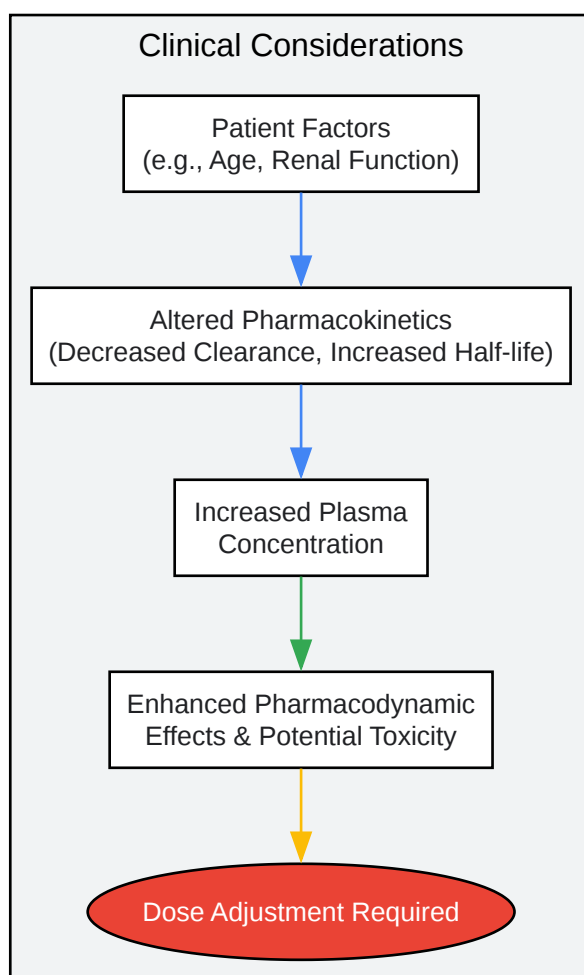 Clinical Considerations
Patient Factors
(e.g., Age, Renal Function)
Altered Pharmacokinetics
(Decreased Clearance, Increased Half-life)
Increased Plasma
Concentration
Enhanced Pharmacodynamic
Effects & Potential Toxicity
Dose Adjustment Required